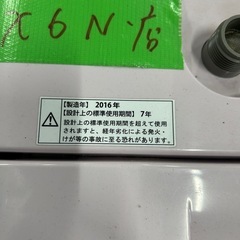 X6N-佐
【製造年】 2016年
【設計上の標準使用期間】 7年
設計上の標準使用期間を超えて使用
されますと、経年劣化による発火・
けが等の事故に至る恐れがあります。